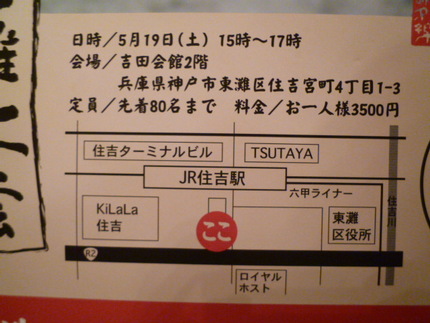 日時／5月19日(土) 15時〜17時
会場／吉田会館2階
兵庫県神戸市東灘区住吉宮町4丁目1-3
定員／先着80名まで 料金／お一人様3500円
住吉ターミナルビル
TSUTAYA
JR住吉駅
六甲ライナー
KiLaLa
住吉
ここ
東灘
区役所
住吉川
R2
ロイヤル
ホスト